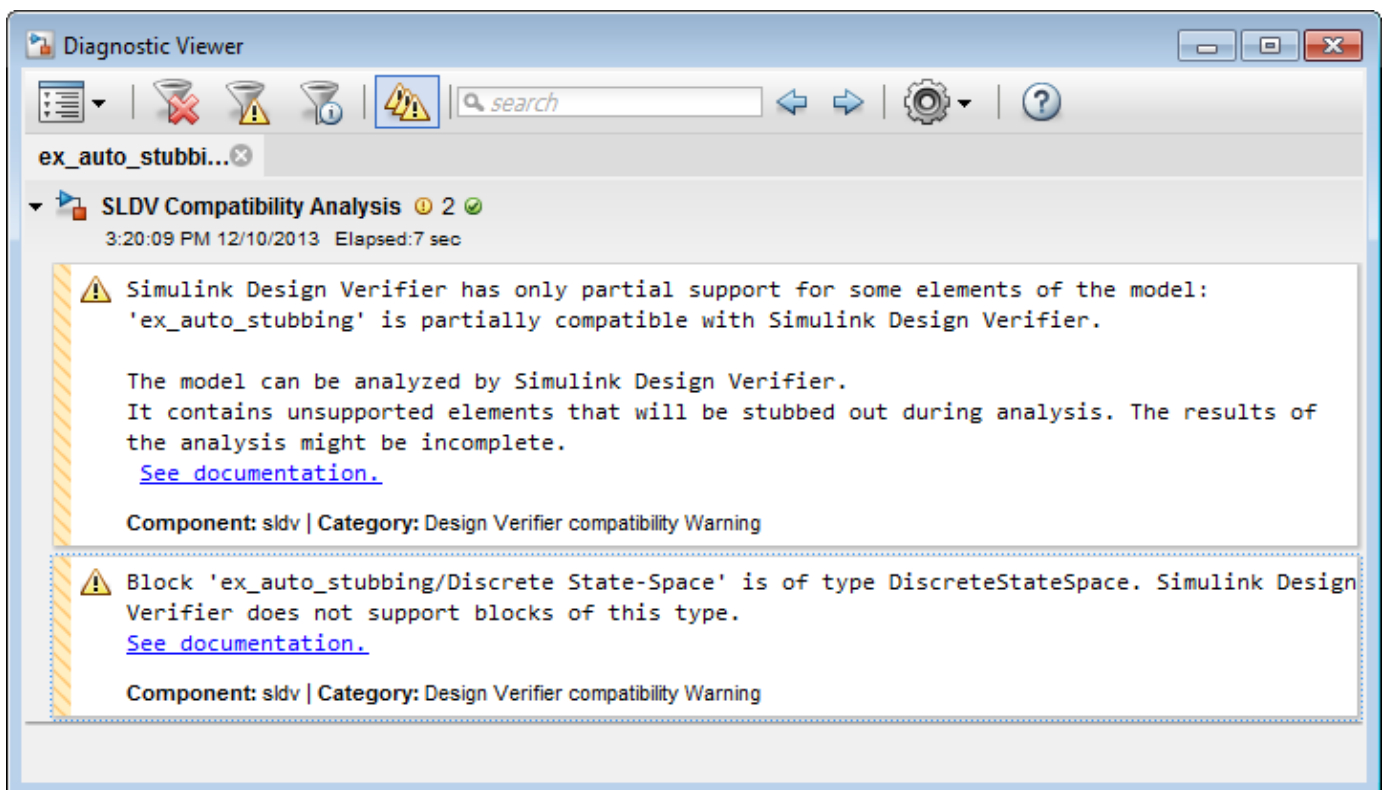 Diagnostic Viewer
search
ex_auto_stubbi...
SLDV Compatibility Analysis 2
3:20:09 PM 12/10/2013 Elapsed:7 sec
Simulink Design Verifier has only partial support for some elements of the model:
'ex_auto_stubbing' is partially compatible with Simulink Design Verifier.
The model can be analyzed by Simulink Design Verifier.
It contains unsupported elements that will be stubbed out during analysis. The results of
the analysis might be incomplete.
See documentation.
Component: sldv | Category: Design Verifier compatibility Warning
Block 'ex_auto_stubbing/Discrete State-Space' is of type DiscreteStateSpace. Simulink Design
Verifier does not support blocks of this type.
See documentation.
Component: sldv | Category: Design Verifier compatibility Warning